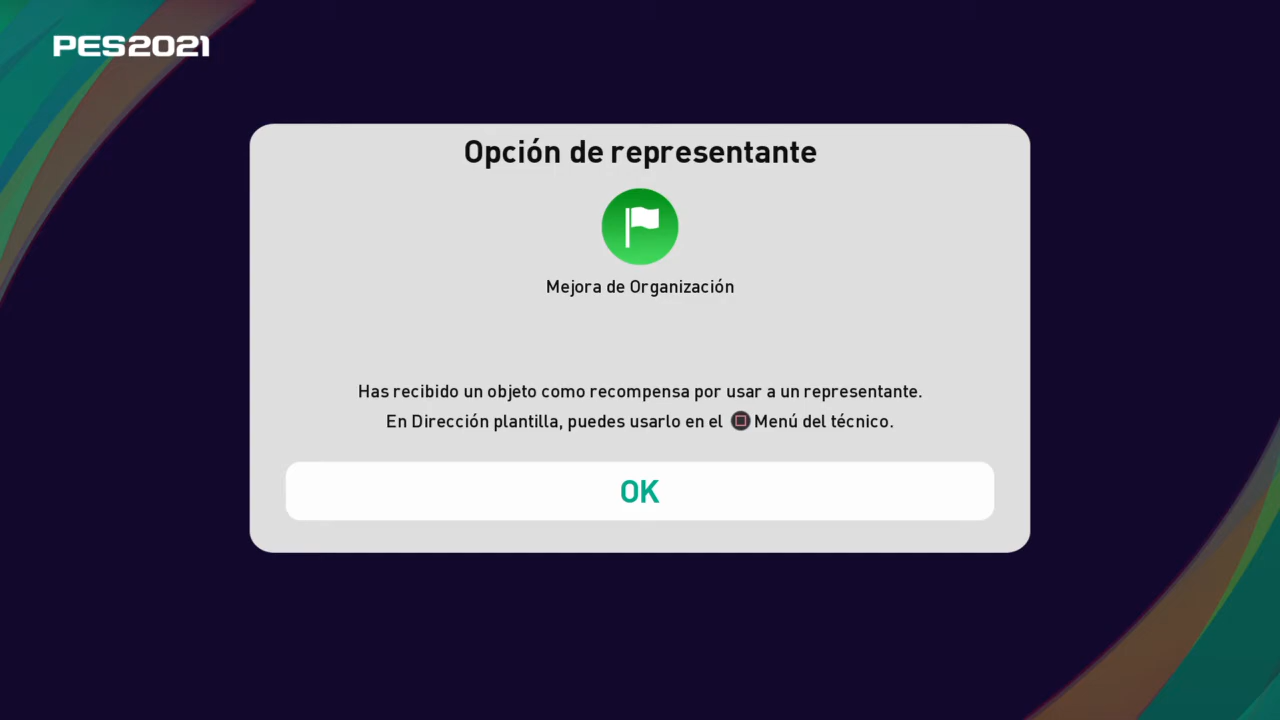 PES2021
Opción de representante
Mejora de Organización
Has recibido un objeto como recompensa por usar a un representante.
En Dirección plantilla, puedes usarlo en el Menú del técnico.
OK